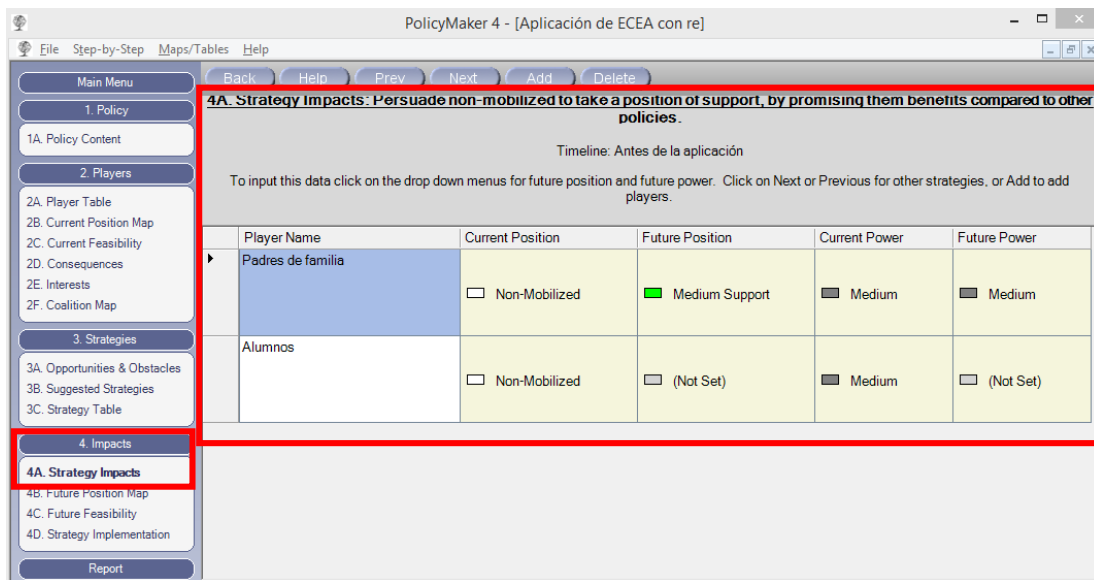 PolicyMaker 4 - [Aplicación de ECEA con re]
File Step-by-Step Maps/Tables Help
Back Help Prev Next Add Delete
Main Menu
1. Policy
1A. Policy Content
2. Players
2A. Player Table
2B. Current Position Map
2C. Current Feasibility
2D. Consequences
2E. Interests
2F. Coalition Map
3. Strategies
3A. Opportunities & Obstacles
3B. Suggested Strategies
3C. Strategy Table
4. Impacts
4A. Strategy Impacts
4B. Future Position Map
4C. Future Feasibility
4D. Strategy Implementation
Report
4A. Strategy Impacts: Persuade non-mobilized to take a position of support, by promising them benefits compared to other
policies.
Timeline: Antes de la aplicación
To input this data click on the drop down menus for future position and future power. Click on Next or Previous for other strategies, or Add to add
players.
Player Name Current Position Future Position Current Power Future Power
Padres de familia
Non-Mobilized Medium Support Medium Medium
Alumnos
Non-Mobilized (Not Set) Medium (Not Set)